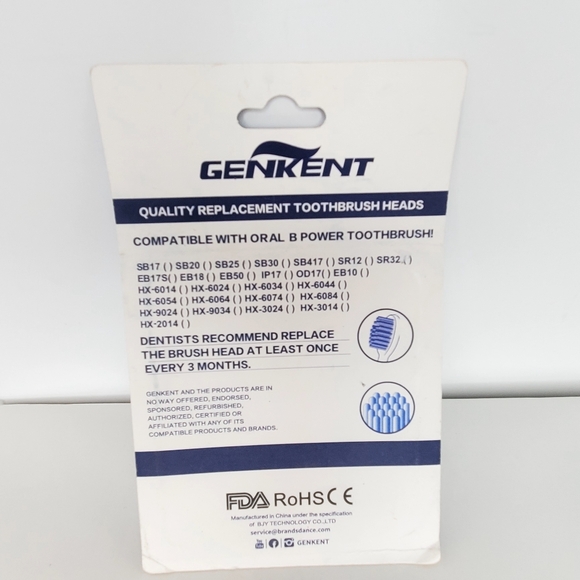 GENKENT
QUALITY REPLACEMENT TOOTHBRUSH HEADS
COMPATIBLE WITH ORAL B POWER TOOTHBRUSH!
SB17 ( ) SB20 ( ) SB25 ( ) SB30 ( ) SB417 ( ) SR12 ( ) SR32 ( )
EB17S( ) EB18 ( ) EB50 ( ) IP17 ( ) OD17( ) EB10 ( )
HX-6014 ( ) HX-6024 ( ) HX-6034 ( ) HX-6044 ( )
HX-6054 ( ) HX-6064 ( ) HX-6074 ( ) HX-6084 ( )
HX-9024 ( ) HX-9034 ( ) HX-3024 ( ) HX-3014 ( )
HX-2014 ( )
DENTISTS RECOMMEND REPLACE
THE BRUSH HEAD AT LEAST ONCE
EVERY 3 MONTHS.
GENKENT AND THE PRODUCTS ARE IN
NO WAY OFFERED, ENDORSED,
SPONSORED, REFURBISHED,
AUTHORIZED, CERTIFIED OR
AFFILIATED WITH ANY OF ITS
COMPATIBLE PRODUCTS AND BRANDS.
FDA RoHS CE
Manufactured in China under the specification
of BJY TECHNOLOGY CO.,LTD
service@brandsdance.com
GENKENT